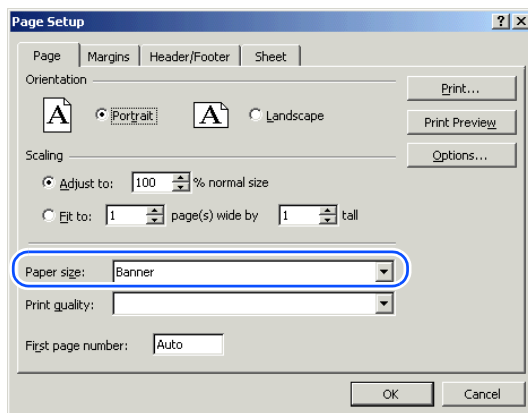 Page Setup
Page Margins Header/Footer Sheet
Orientation
Print...
A Portrait A Landscape
Print Preview
Scaling
Options...
Adjust to: 100 % normal size
Fit to: 1 page(s) wide by 1 tall
Paper size: Banner
Print quality:
First page number: Auto
OK Cancel